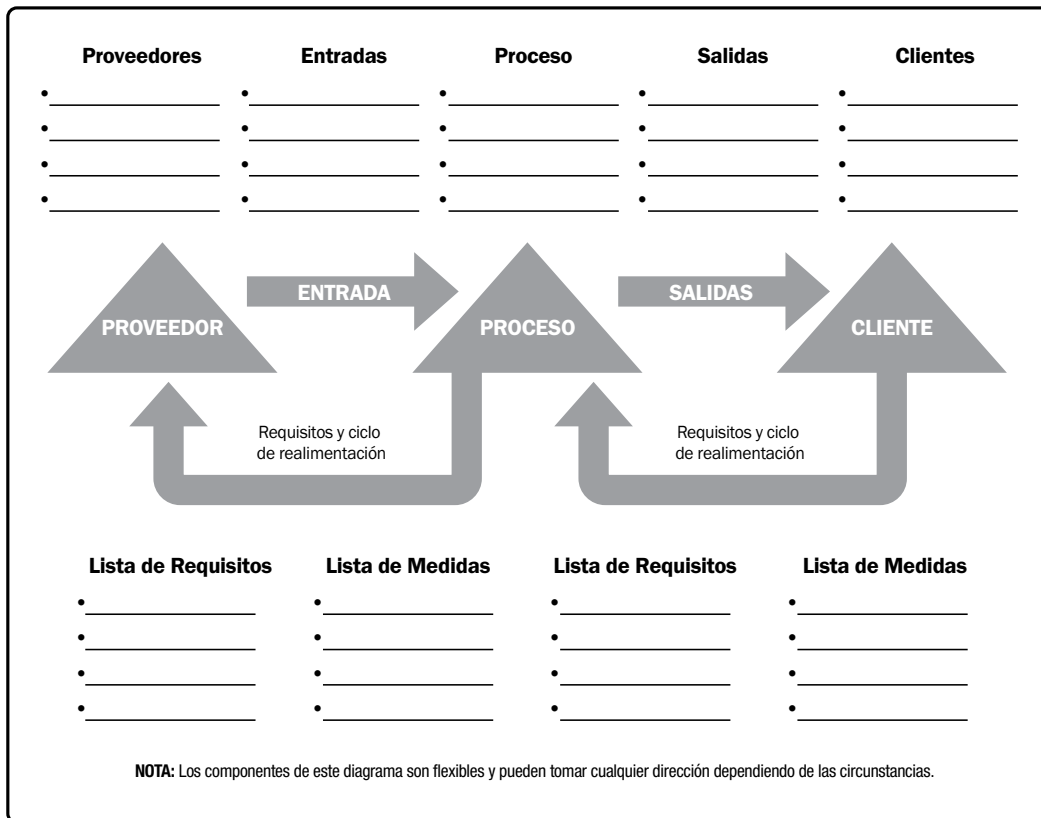 Proveedores Entradas Proceso Salidas Clientes
•
•
•
•
ENTRADA SALIDAS
PROVEEDOR PROCESO CLIENTE
Requisitos y ciclo
de realimentación
Requisitos y ciclo
de realimentación
Lista de Requisitos Lista de Medidas Lista de Requisitos Lista de Medidas
•
•
•
•
NOTA: Los componentes de este diagrama son flexibles y pueden tomar cualquier dirección dependiendo de las circunstancias.